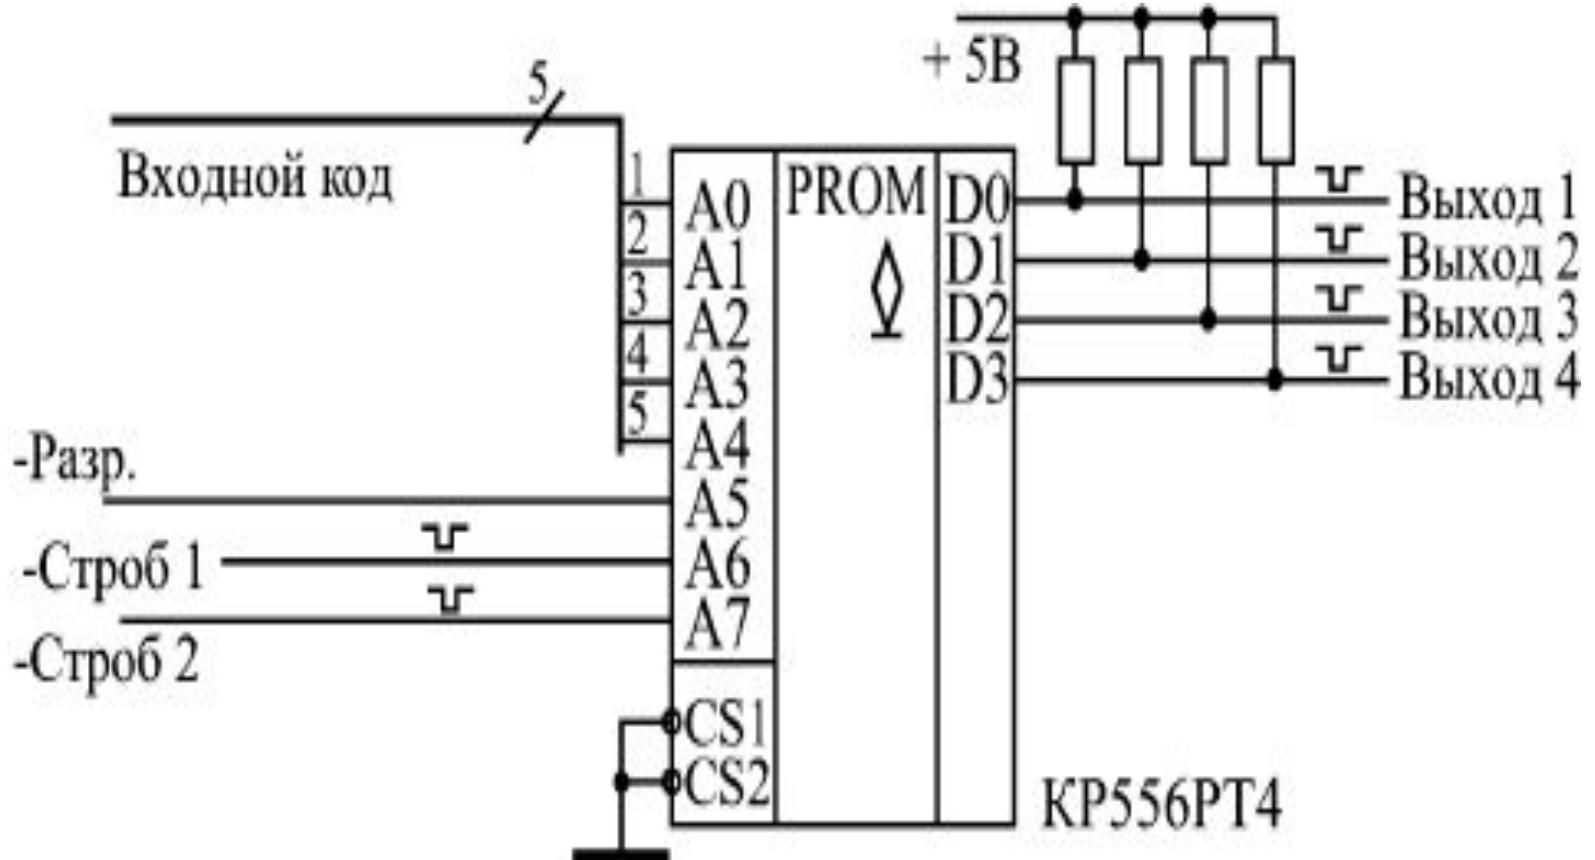 + 5В
5
Входной код
1
2
3
4
5
A0
A1
A2
A3
A4
A5
A6
A7
CS1
CS2
PROM
D0
D1
D2
D3
Выход 1
Выход 2
Выход 3
Выход 4
-Разр.
-Строб 1
-Строб 2
КР556РТ4